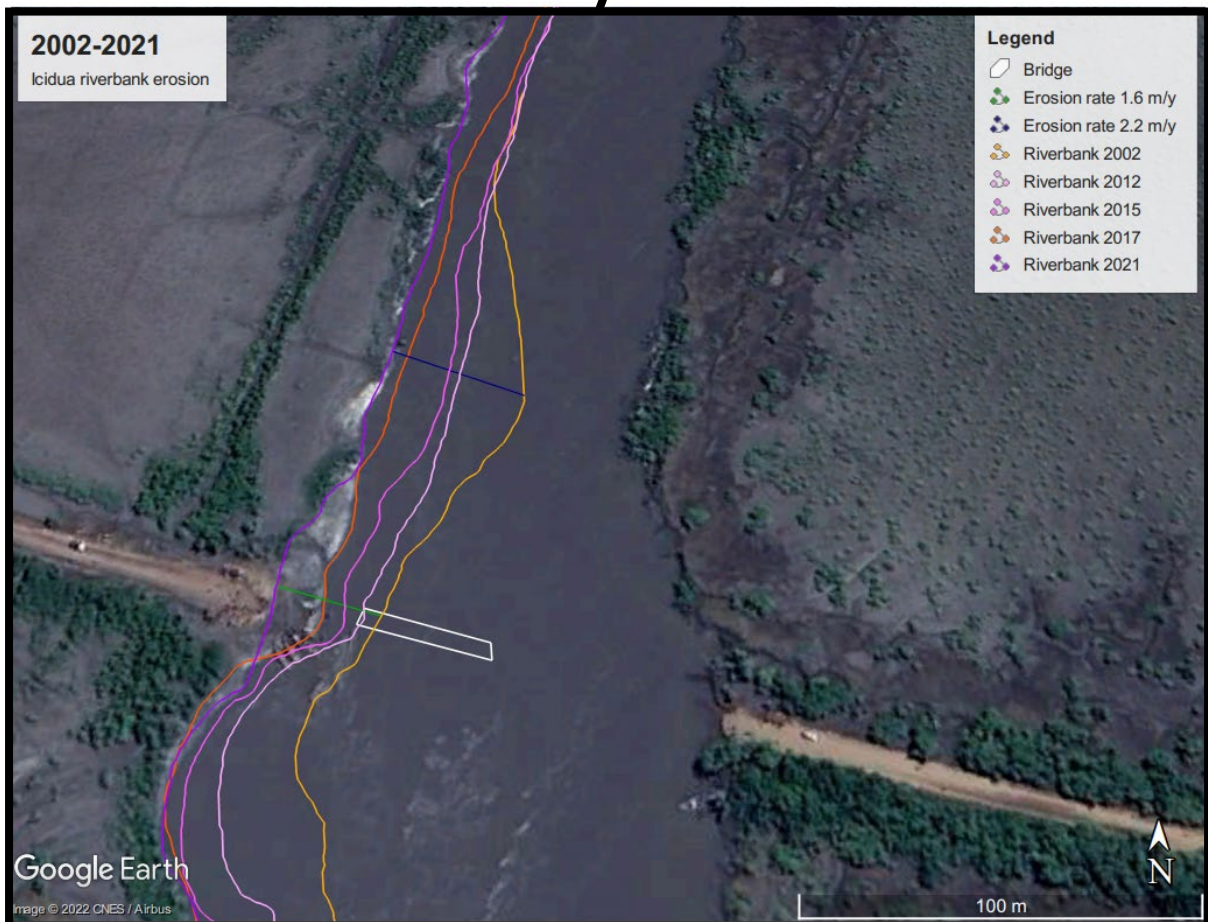 2002-2021
Icidua riverbank erosion
Legend
Bridge
Erosion rate 1.6 m/y
Erosion rate 2.2 m/y
Riverbank 2002
Riverbank 2012
Riverbank 2015
Riverbank 2017
Riverbank 2021
Google Earth
Image © 2022 CNES / Airbus
N
100 m